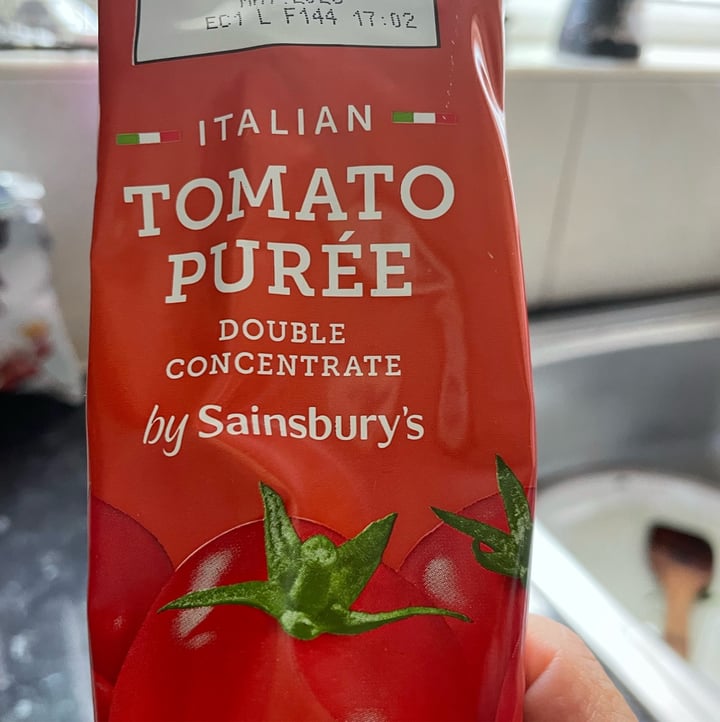 EC1 L F144 17:02
ITALIAN
TOMATO
PURÉE
DOUBLE
CONCENTRATE
by Sainsbury's